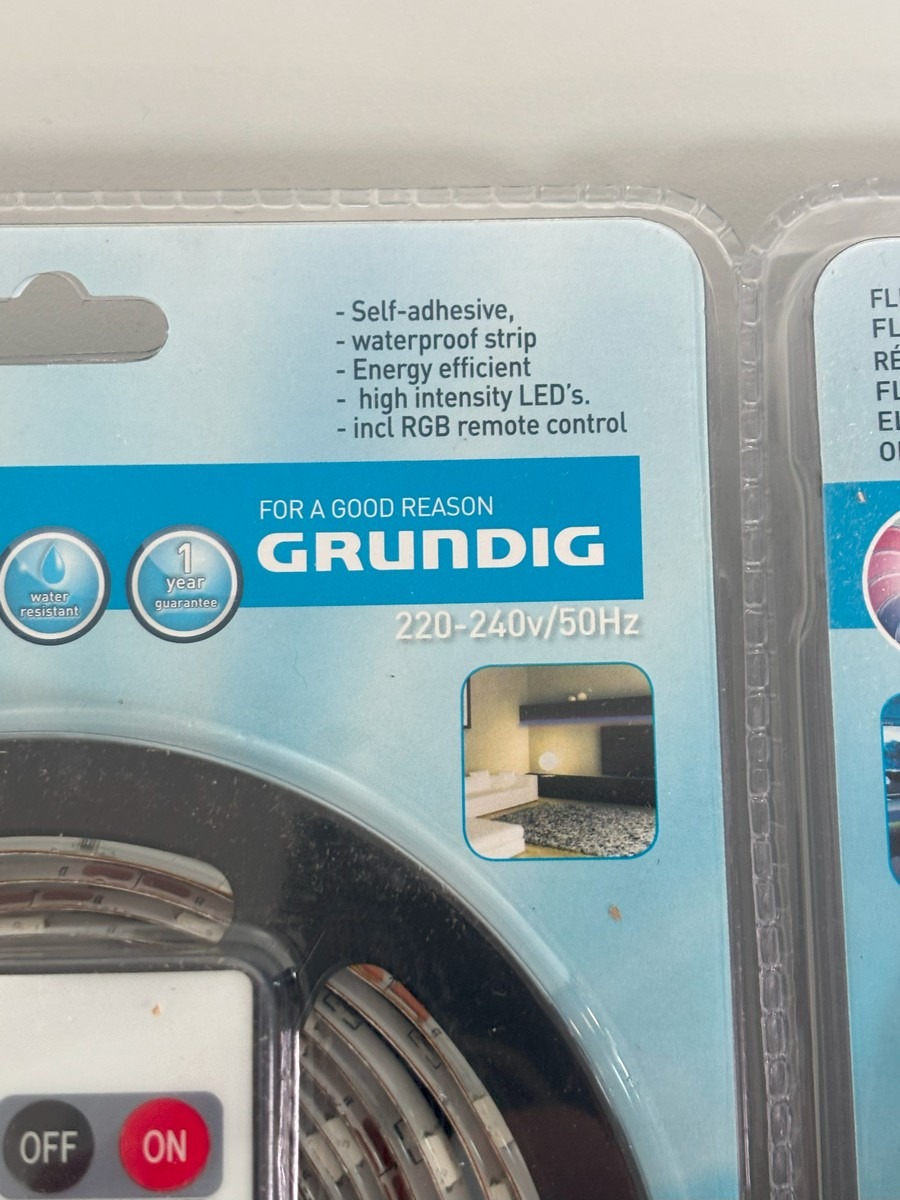 - Self-adhesive,
- waterproof strip
- Energy efficient
- high intensity LED's.
- incl RGB remote control
FOR A GOOD REASON
GRUNDIG
water
resistant
1
year
guarantee
220-240v/50Hz
OFF
ON